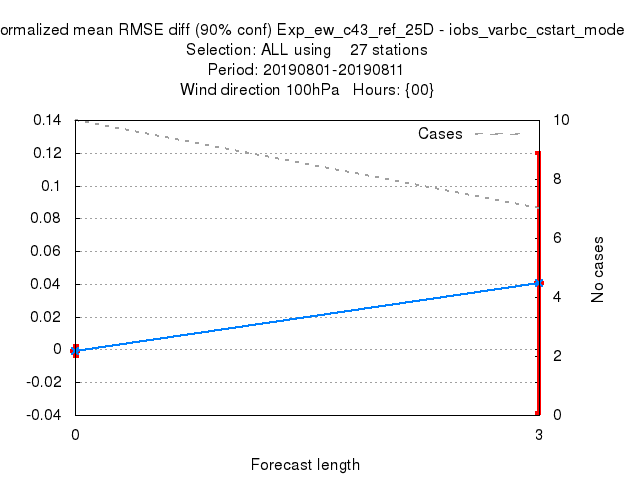 ormalized mean RMSE diff (90% conf) Exp_ew_c43_ref_25D - iobs_varbc_cstart_mode
Selection: ALL using 27 stations
Period: 20190801-20190811
Wind direction 100hPa Hours: {00}
Cases
0.14
0.12
0.1
0.08
0.06
0.04
0.02
0
-0.02
-0.04
10
8
6
4
2
0
No cases
0 3
Forecast length